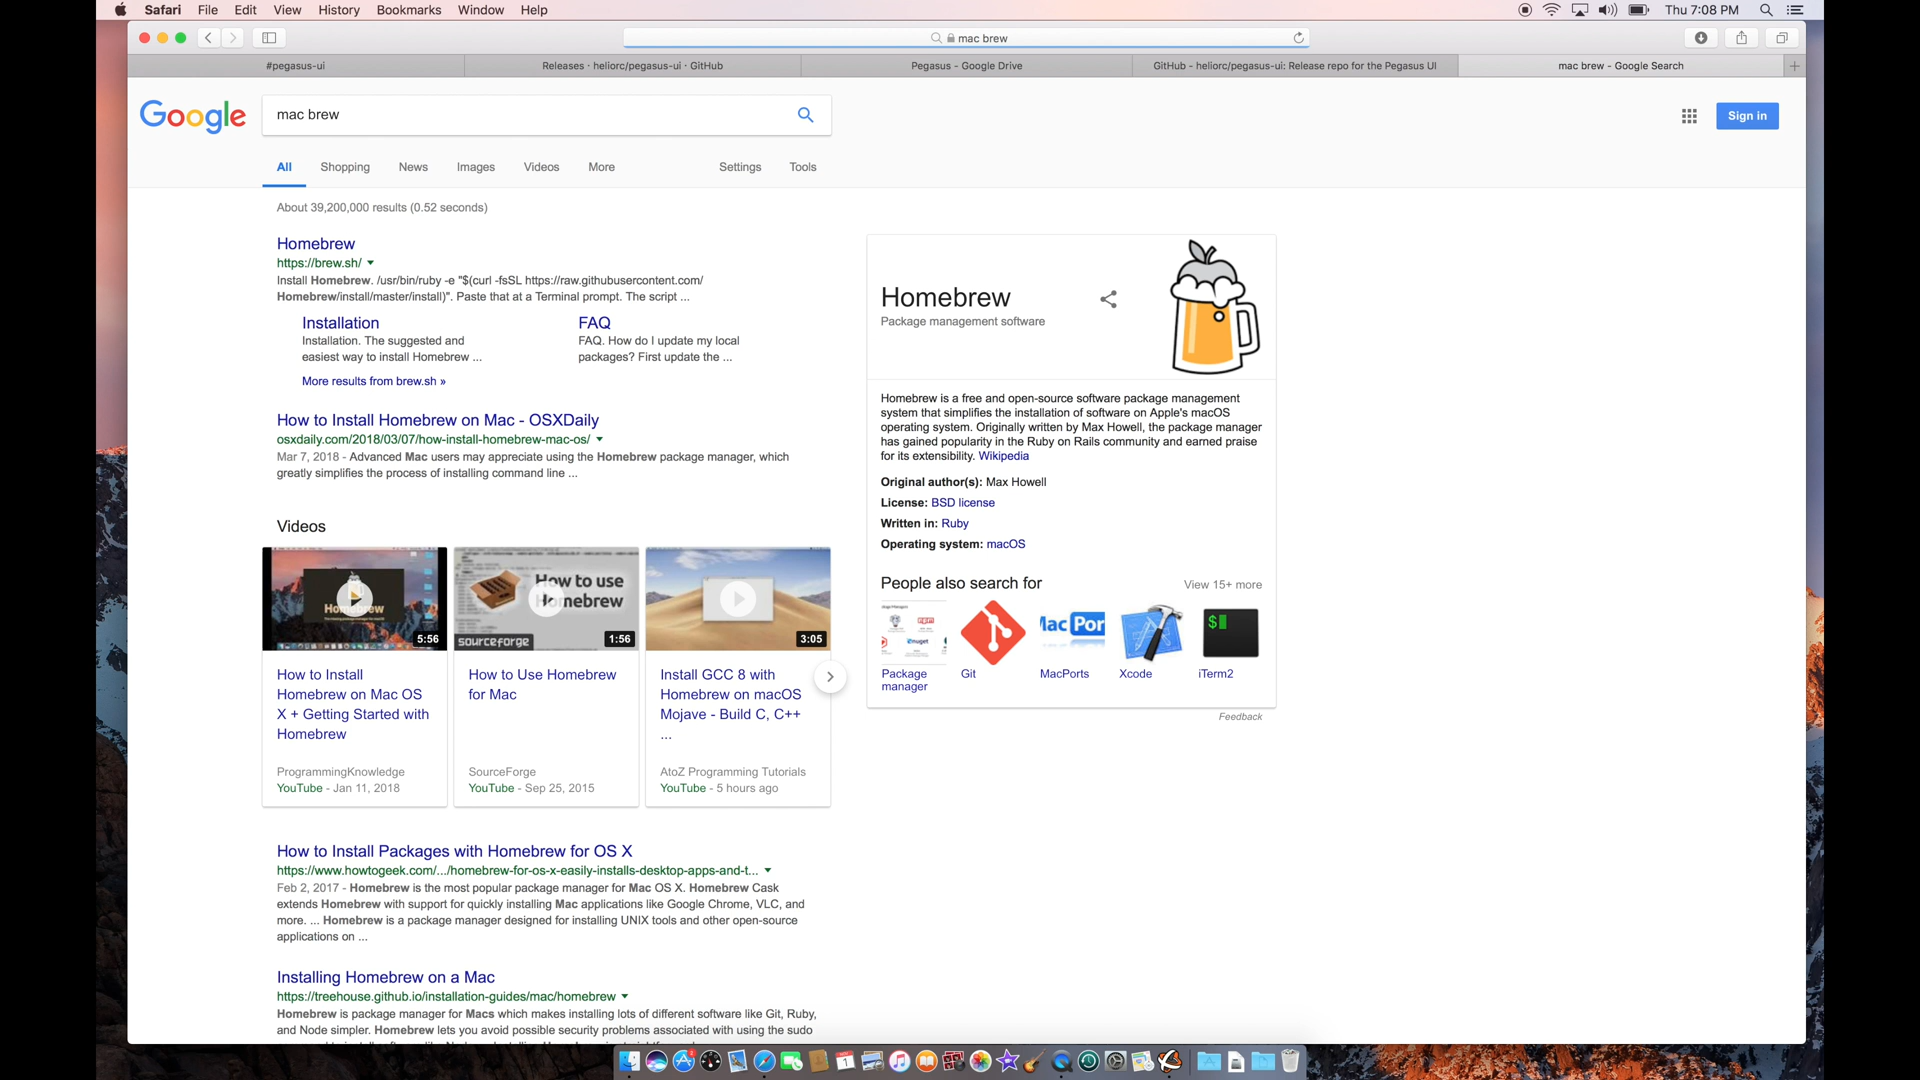 Safari File Edit View History Bookmarks Window Help
Thu 7:08 PM
mac brew
#pegasus-ui
Releases · heliorc/pegasus-ui · GitHub
Pegasus - Google Drive
GitHub - heliorc/pegasus-ui: Release repo for the Pegasus UI
mac brew - Google Search
Google
mac brew
Sign in
All Shopping News Images Videos More Settings Tools
About 39,200,000 results (0.52 seconds)
Homebrew
https://brew.sh/
Install Homebrew. /usr/bin/ruby -e "$(curl -fsSL https://raw.githubusercontent.com/
Homebrew/install/master/install)". Paste that at a Terminal prompt. The script ...
Installation
Installation. The suggested and
easiest way to install Homebrew ...
FAQ
FAQ. How do I update my local
packages? First update the ...
More results from brew.sh »
How to Install Homebrew on Mac - OSXDaily
osxdaily.com/2018/03/07/how-install-homebrew-mac-os/
Mar 7, 2018 - Advanced Mac users may appreciate using the Homebrew package manager, which
greatly simplifies the process of installing command line ...
Videos
Homebrew
5:56
How to Install
Homebrew on Mac OS
X + Getting Started with
Homebrew
ProgrammingKnowledge
YouTube - Jan 11, 2018
How to use
Homebrew
sourceforge
1:56
How to Use Homebrew
for Mac
SourceForge
YouTube - Sep 25, 2015
3:05
Install GCC 8 with
Homebrew on macOS
Mojave - Build C, C++
...
AtoZ Programming Tutorials
YouTube - 5 hours ago
How to Install Packages with Homebrew for OS X
https://www.howtogeek.com/.../homebrew-for-os-x-easily-installs-desktop-apps-and-t...
Feb 2, 2017 - Homebrew is the most popular package manager for Mac OS X. Homebrew Cask
extends Homebrew with support for quickly installing Mac applications like Google Chrome, VLC, and
more. ... Homebrew is a package manager designed for installing UNIX tools and other open-source
applications on ...
Installing Homebrew on a Mac
https://treehouse.github.io/installation-guides/mac/homebrew
Homebrew is package manager for Macs which makes installing lots of different software like Git, Ruby,
and Node simpler. Homebrew lets you avoid possible security problems associated with using the sudo
Homebrew
Package management software
Homebrew is a free and open-source software package management
system that simplifies the installation of software on Apple's macOS
operating system. Originally written by Max Howell, the package manager
has gained popularity in the Ruby on Rails community and earned praise
for its extensibility. Wikipedia
Original author(s): Max Howell
License: BSD license
Written in: Ruby
Operating system: macOS
People also search for
View 15+ more
Package
manager
Git
MacPorts
Xcode
iTerm2
Feedback